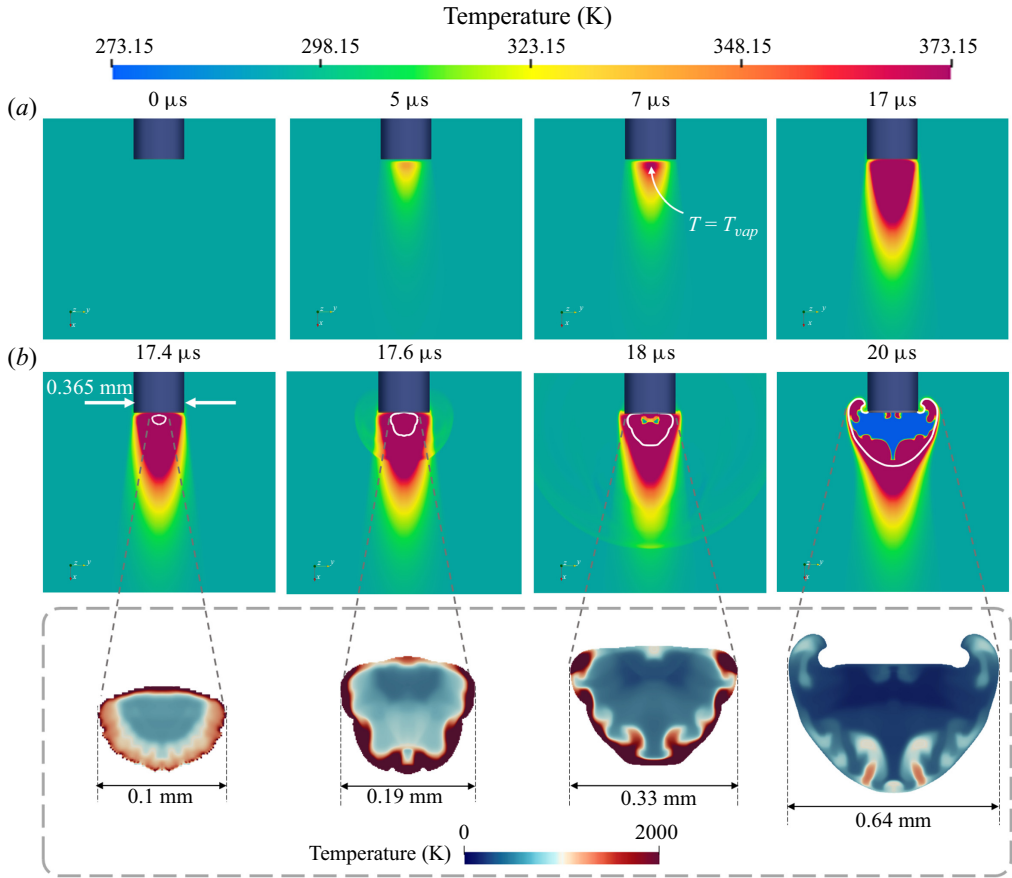 Temperature (K)
273.15 298.15 323.15 348.15 373.15
(a) 0 μs 5 μs 7 μs 17 μs
T = Tvap
z y z y z y z y
x x x x
(b) 17.4 μs 17.6 μs 18 μs 20 μs
0.365 mm
z y z y z y z y
x x x x
0.1 mm 0.19 mm 0.33 mm 0.64 mm
0 2000
Temperature (K)